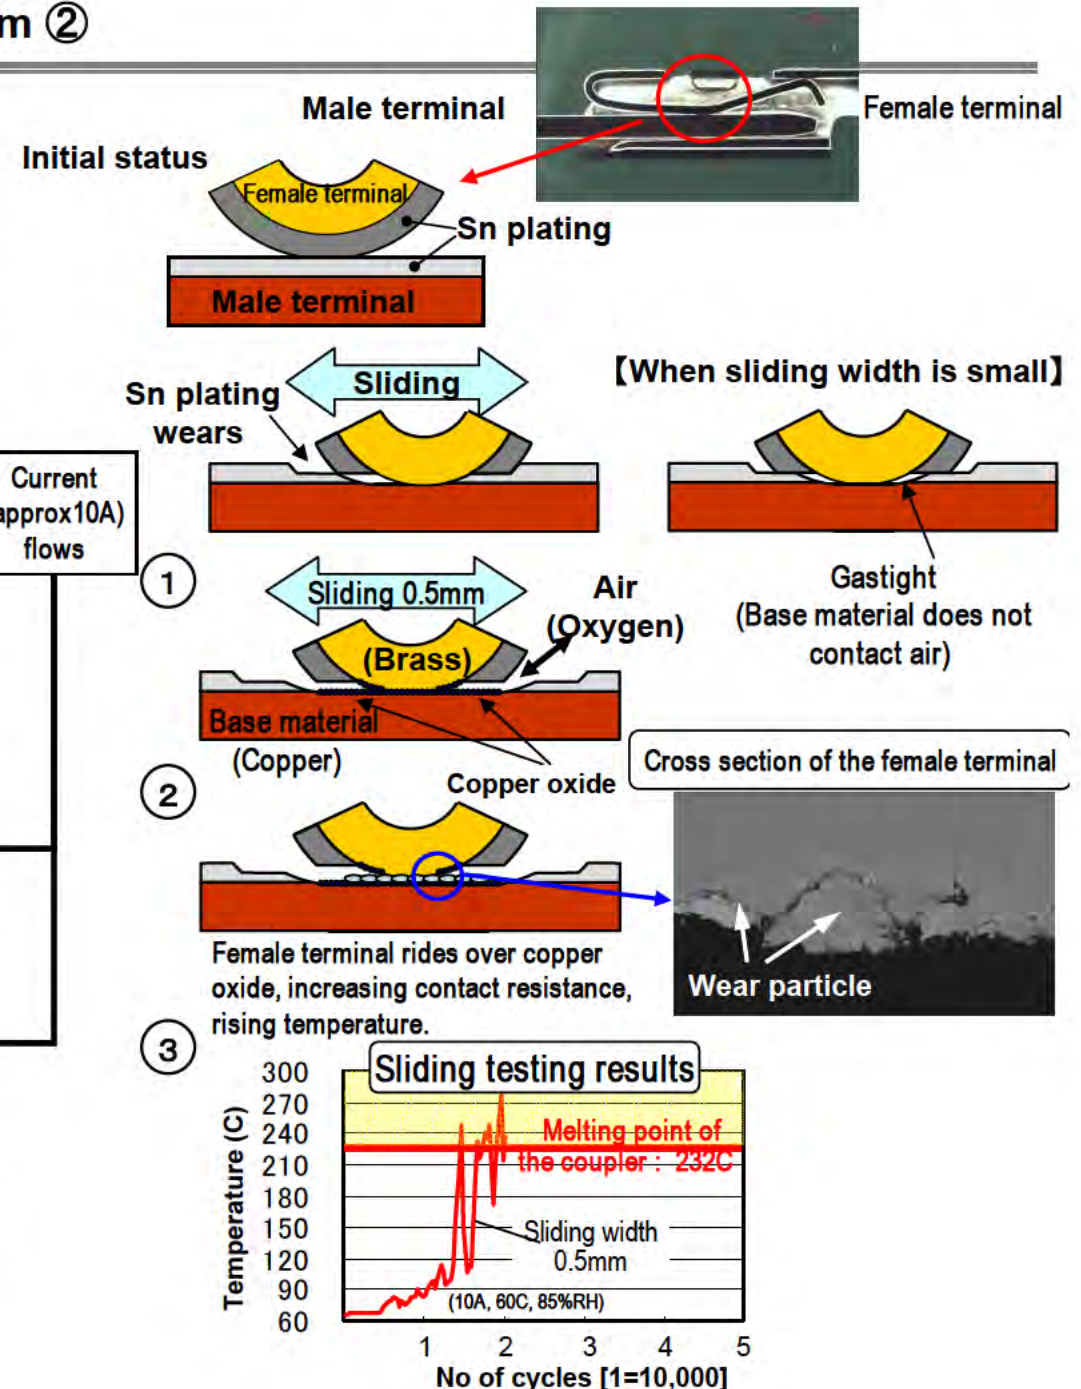 m ②
Male terminal
Female terminal
Initial status
Female terminal
Sn plating
Male terminal
Sliding
【When sliding width is small】
Sn plating
wears
Current
approx10A)
flows
Gastight
(Base material does not
contact air)
①
Sliding 0.5mm
Air
(Oxygen)
(Brass)
Base material
(Copper)
Copper oxide
Cross section of the female terminal
②
Wear particle
Female terminal rides over copper
oxide, increasing contact resistance,
rising temperature.
③
Sliding testing results
300
270
240
210
180
150
120
90
60
Temperature (C)
Melting point of
the coupler : 232C
Sliding width
0.5mm
(10A, 60C, 85%RH)
1 2 3 4 5
No of cycles [1=10,000]